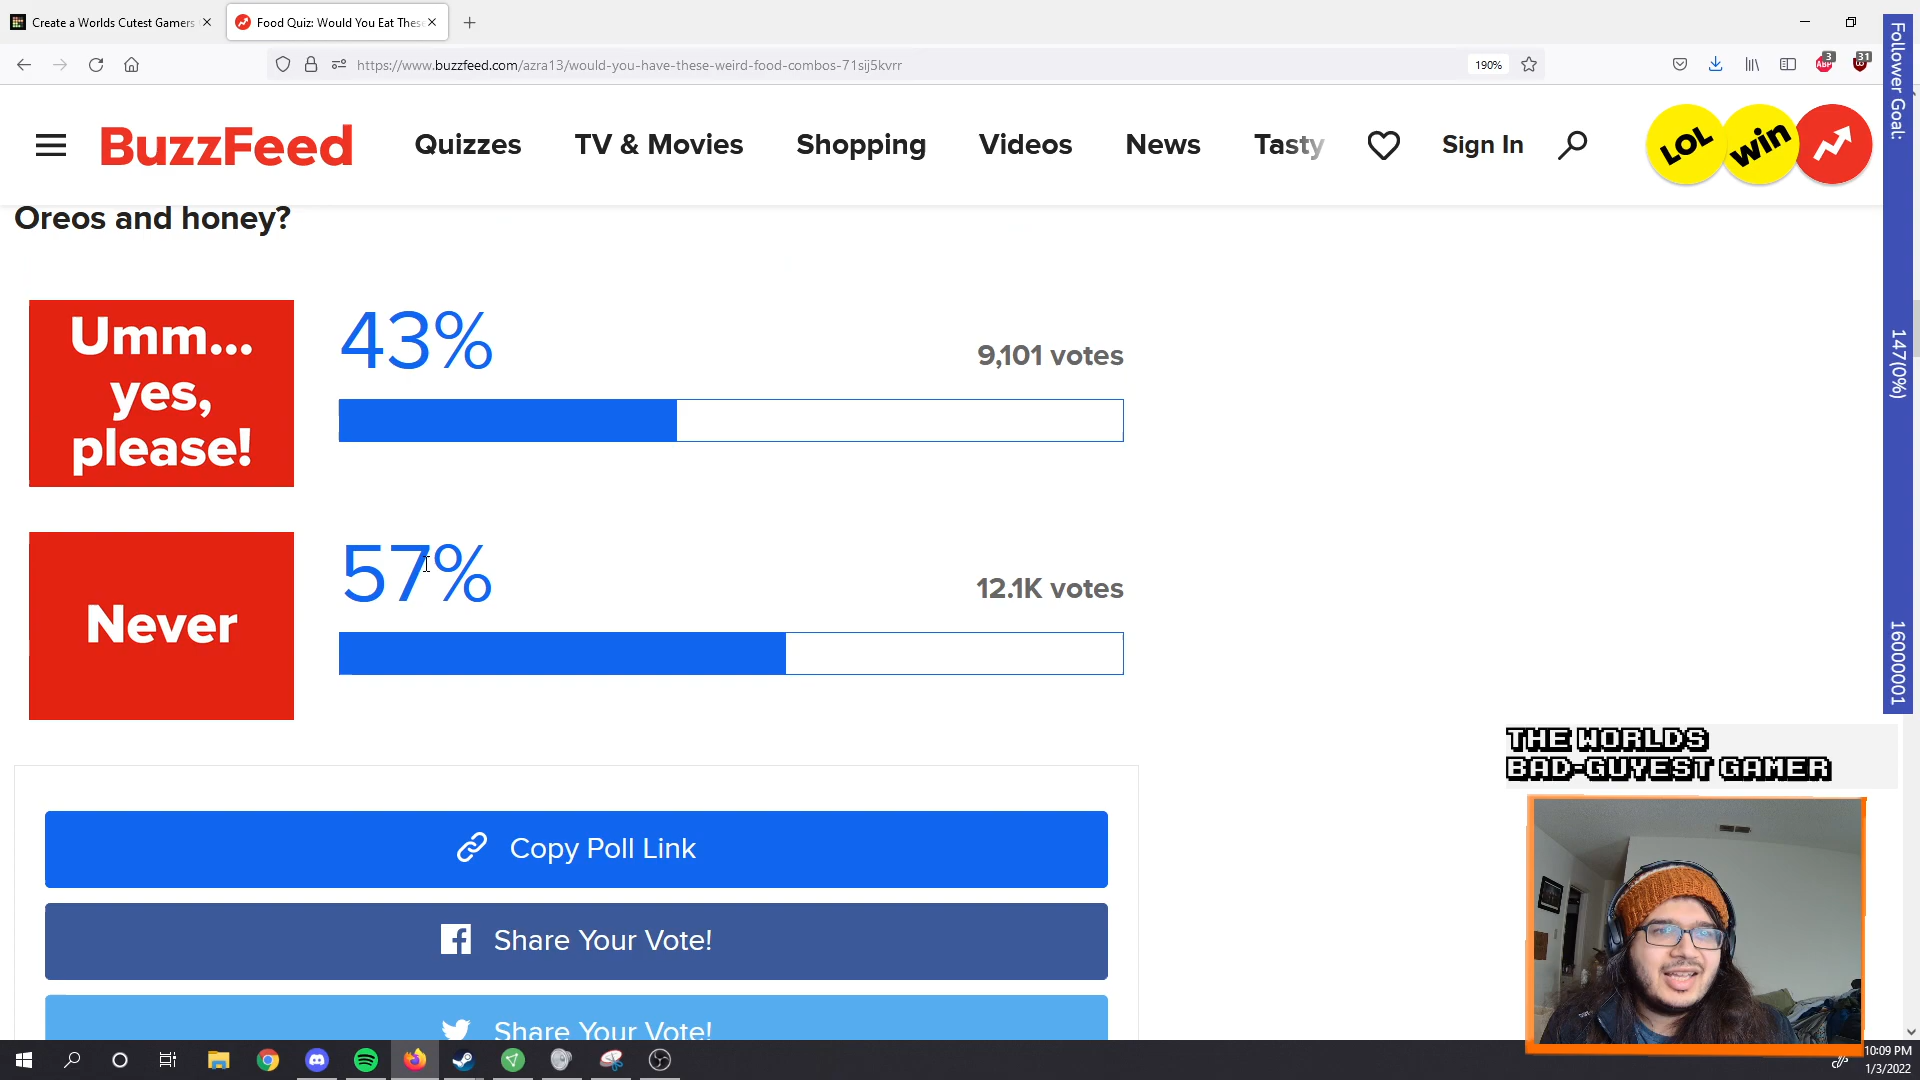 Create a Worlds Cutest Gamers
Food Quiz: Would You Eat Thes
https://www.buzzfeed.com/azra13/would-you-have-these-weird-food-combos-71sij5kvrr
190%
ABP
3
31
BuzzFeed
Quizzes
TV & Movies
Shopping
Videos
News
Tasty
Sign In
LOL
win
Follower Goal:
147(0%)
16000001
Oreos and honey?
Umm...
yes,
please!
43%
9,101 votes
Never
57%
12.1K votes
Copy Poll Link
Share Your Vote!
Share Your Vote!
THE WORLDS
BAD-GUYEST GAMER
10:09 PM
1/3/2022